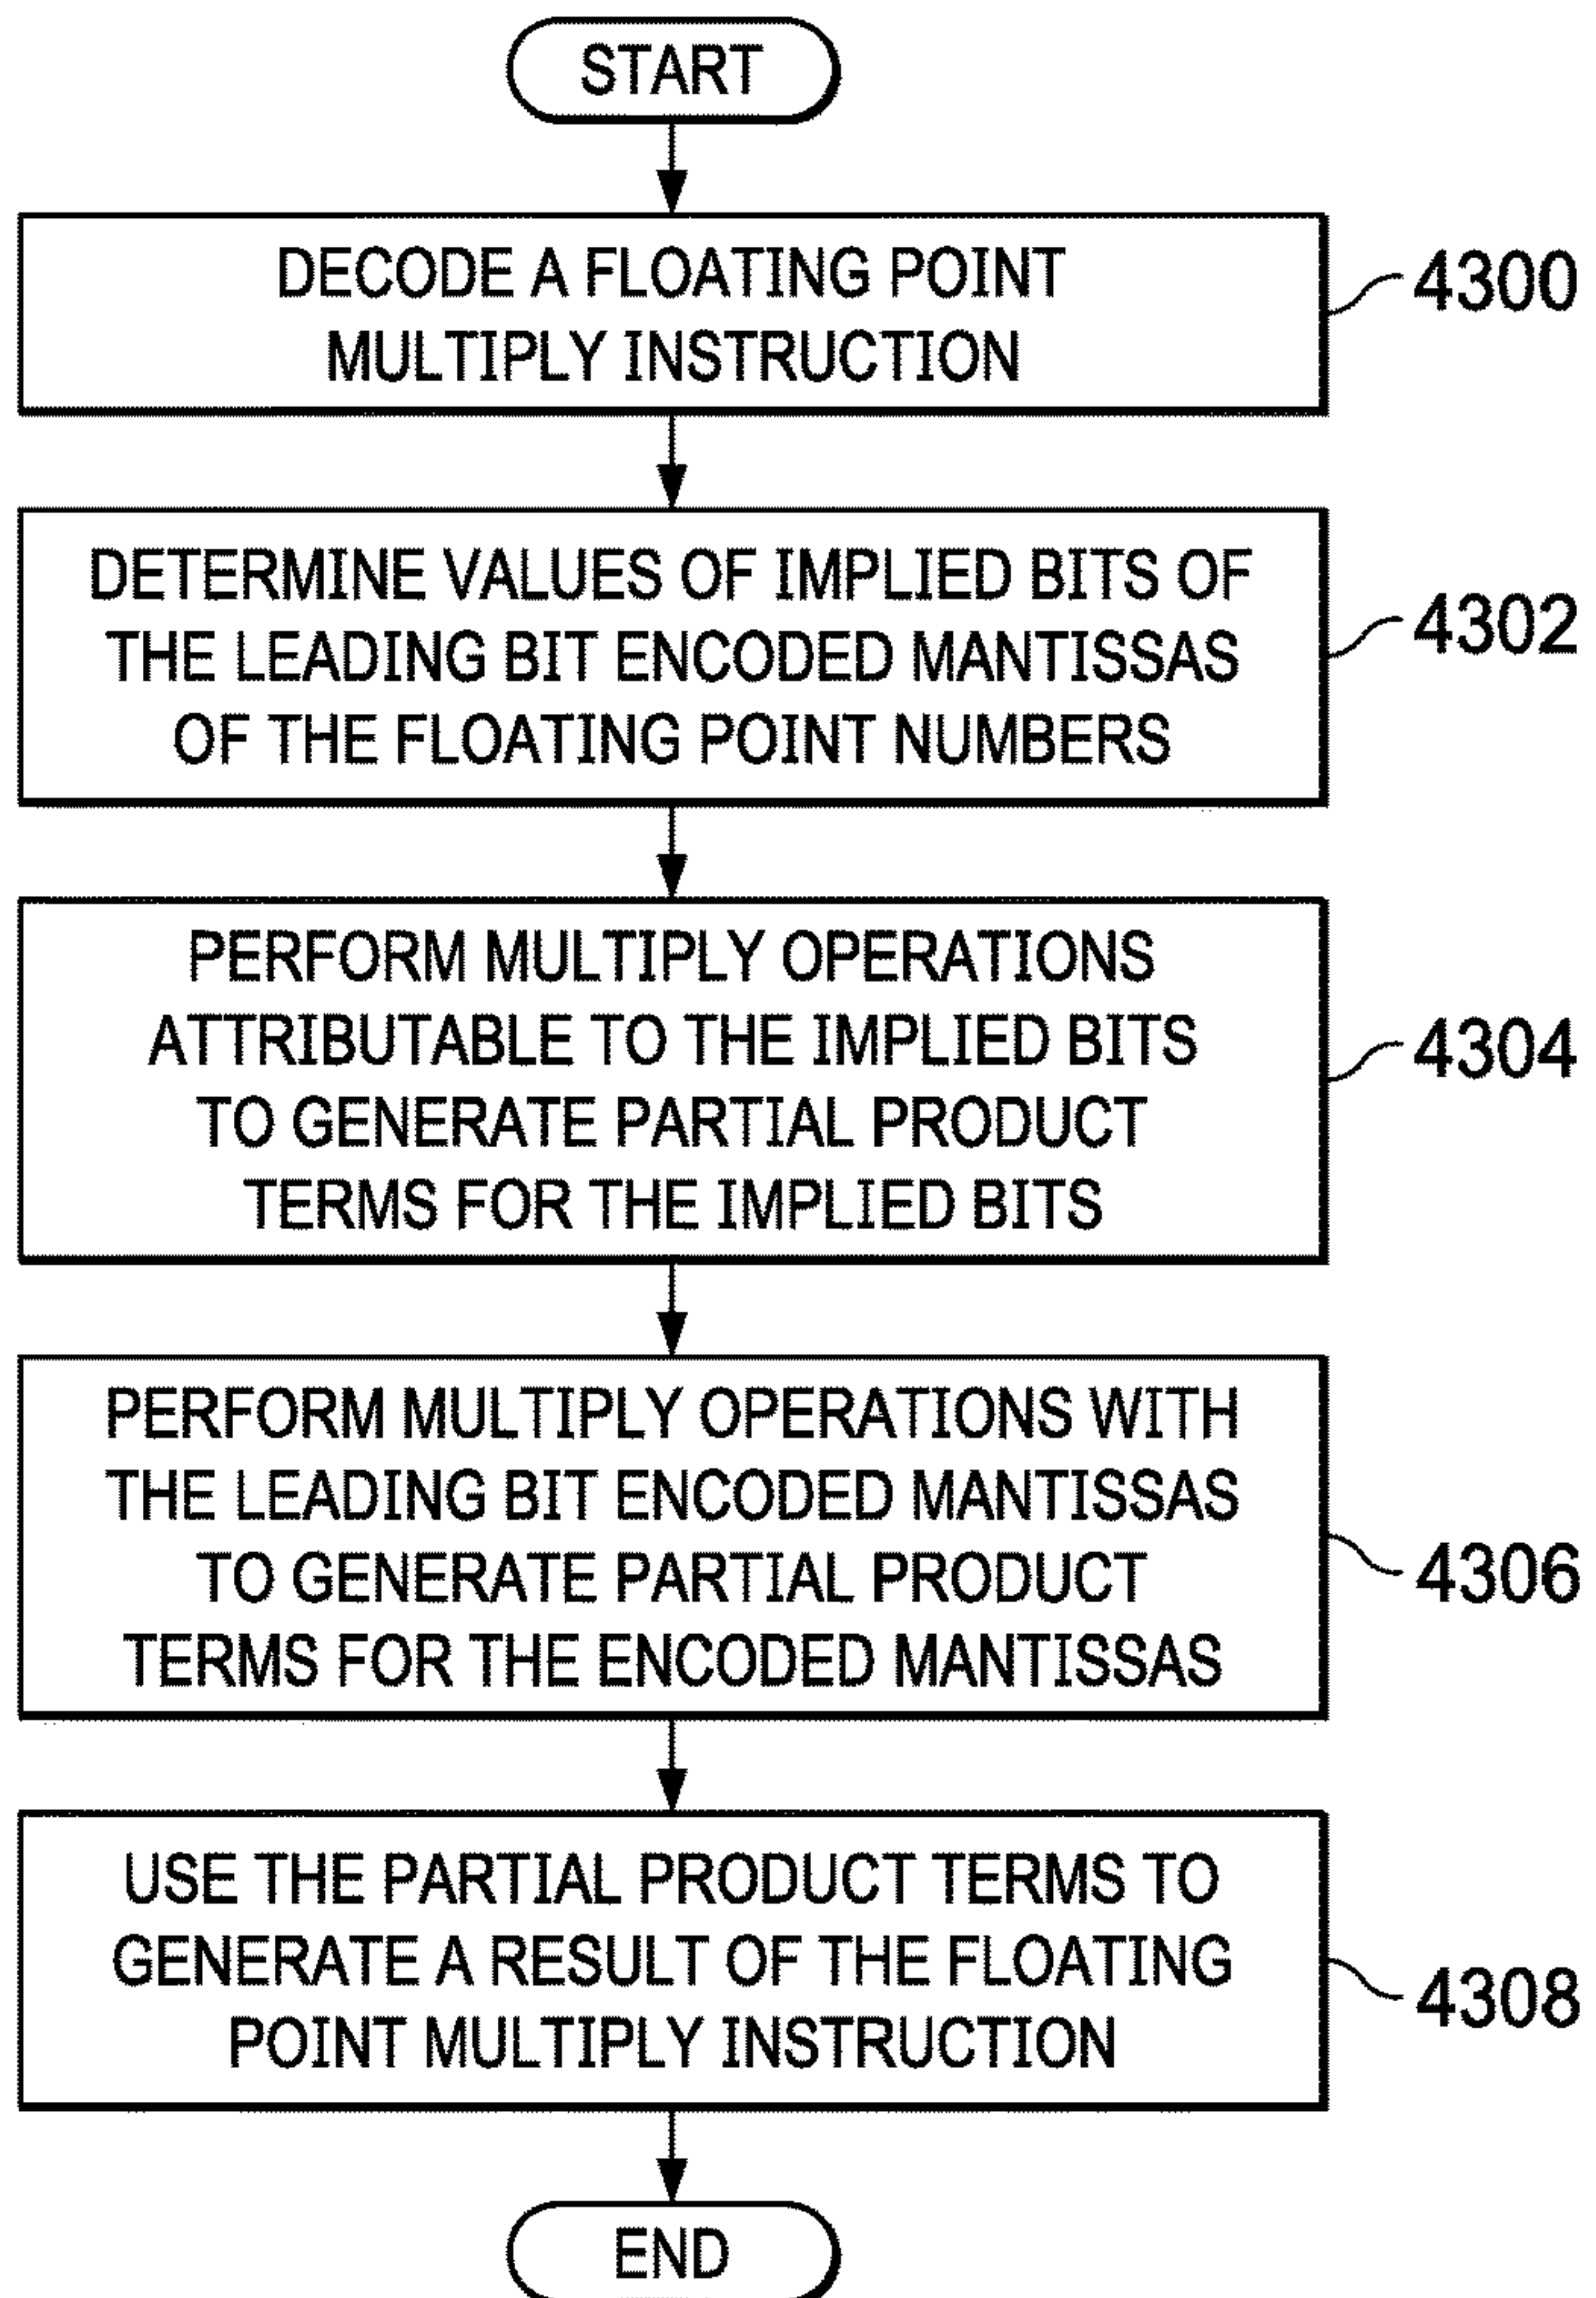 START
DECODE A FLOATING POINT
MULTIPLY INSTRUCTION
4300
DETERMINE VALUES OF IMPLIED BITS OF
THE LEADING BIT ENCODED MANTISSAS
OF THE FLOATING POINT NUMBERS
4302
PERFORM MULTIPLY OPERATIONS
ATTRIBUTABLE TO THE IMPLIED BITS
TO GENERATE PARTIAL PRODUCT
TERMS FOR THE IMPLIED BITS
4304
PERFORM MULTIPLY OPERATIONS WITH
THE LEADING BIT ENCODED MANTISSAS
TO GENERATE PARTIAL PRODUCT
TERMS FOR THE ENCODED MANTISSAS
4306
USE THE PARTIAL PRODUCT TERMS TO
GENERATE A RESULT OF THE FLOATING
POINT MULTIPLY INSTRUCTION
4308
END